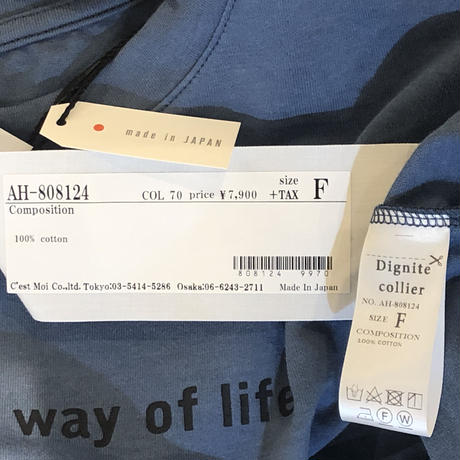 made in JAPAN
AH-808124 COL 70 price ¥7,900 size +TAX F
Composition
100% cotton
808124 9970
C'est Moi Co.,ltd. Tokyo:03-5414-5286 Osaka:06-6243-2711 Made In Japan
Dignite
collier
NO. AH-808124
SIZE F
COMPOSITION
100% COTTON
F W
way of life